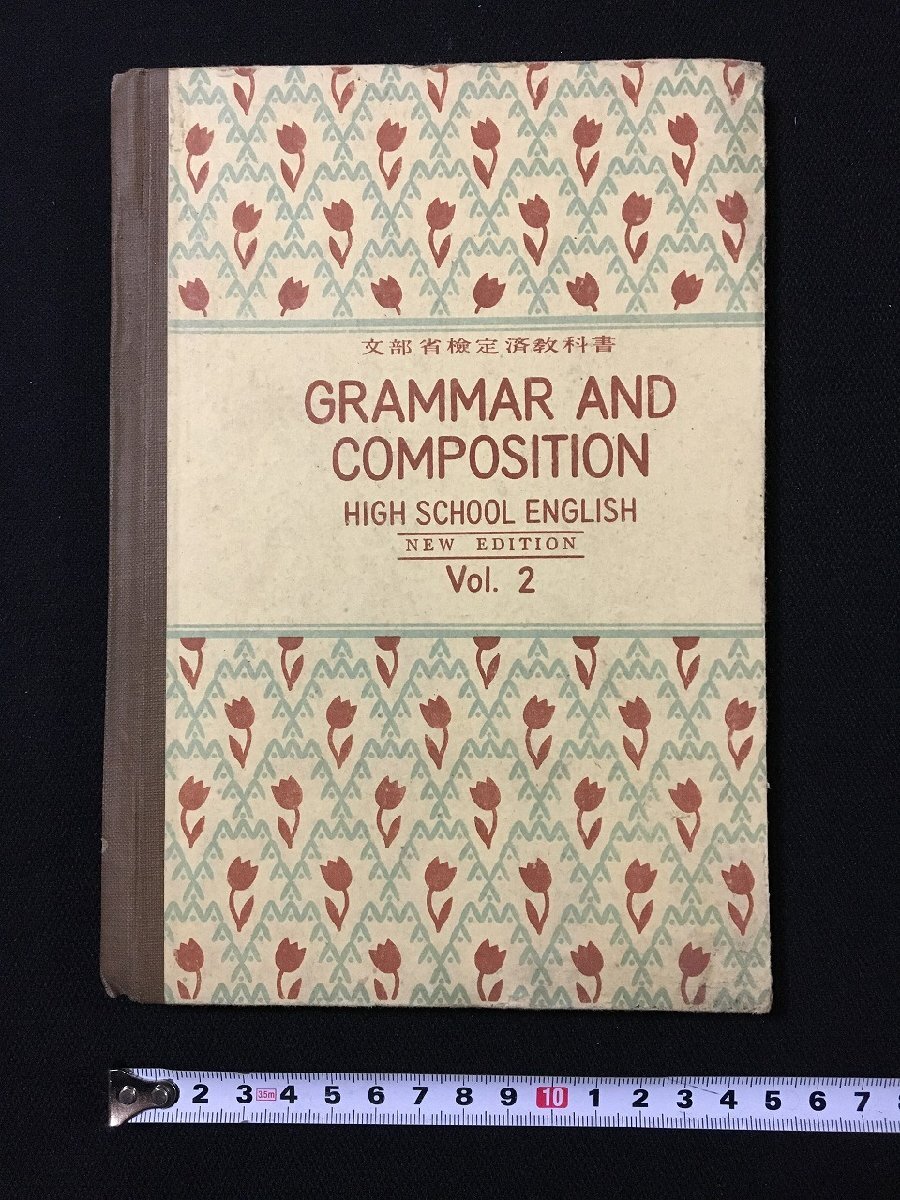 文部省檢定済教科書
GRAMMAR AND
COMPOSITION
HIGH SCHOOL ENGLISH
NEW EDITION
Vol. 2
2 3 35m 4 5 6 7 8 9 10 1 2 3 4 5 6 7